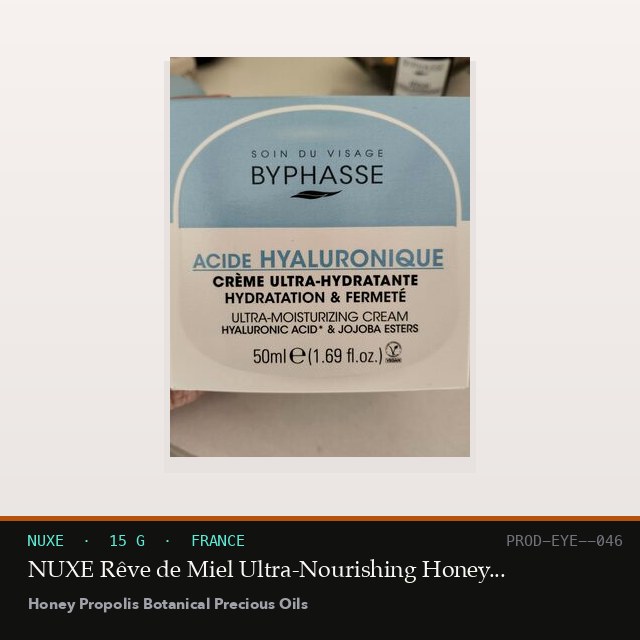 SOIN DU VISAGE
BYPHASSE
ACIDE HYALURONIQUE
CRÈME ULTRA-HYDRATANTE
HYDRATATION & FERMETÉ
ULTRA-MOISTURIZING CREAM
HYALURONIC ACID* & JOJOBA ESTERS
50ml ℮ (1.69 fl.oz.)
VEGAN
NUXE · 15 G · FRANCE
PROD-EYE--046
NUXE Rêve de Miel Ultra-Nourishing Honey...
Honey Propolis Botanical Precious Oils